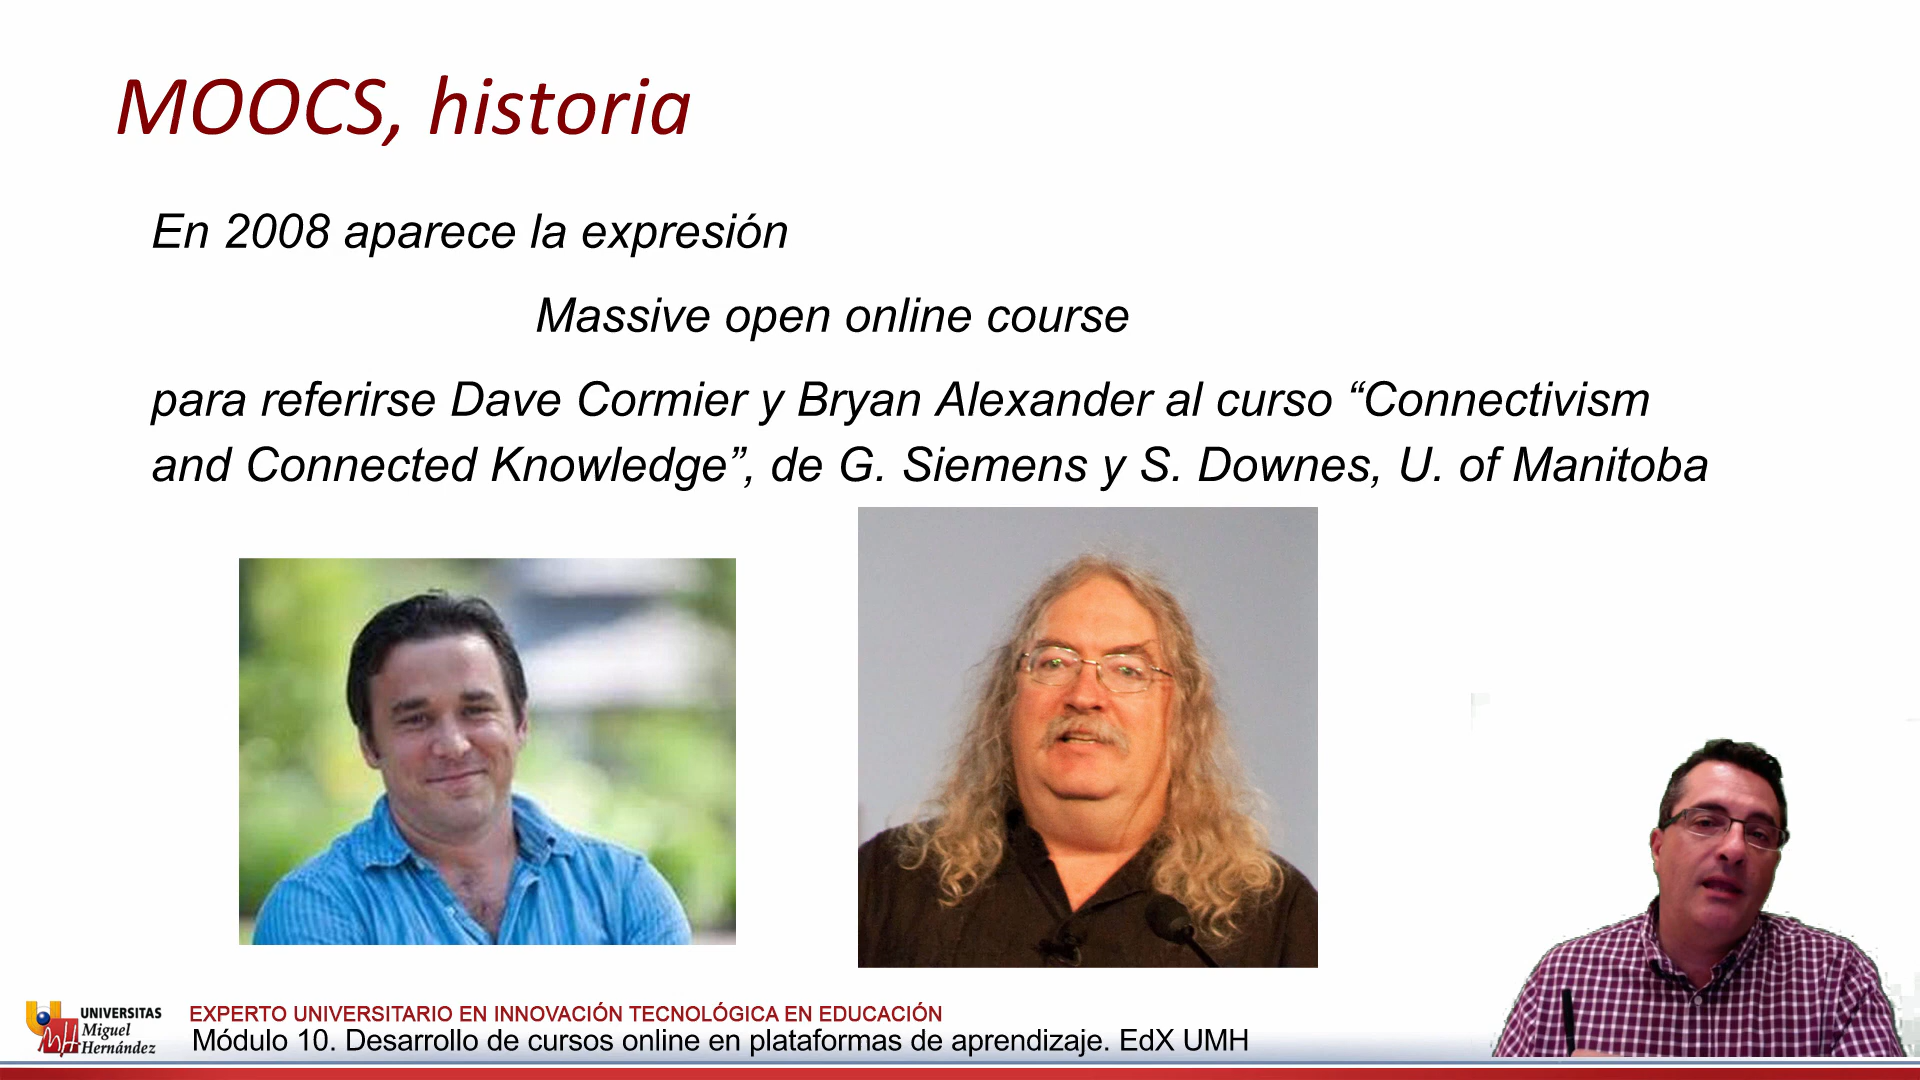 MOOCS, historia
En 2008 aparece la expresión
Massive open online course
para referirse Dave Cormier y Bryan Alexander al curso “Connectivism
and Connected Knowledge”, de G. Siemens y S. Downes, U. of Manitoba
UNIVERSITAS
Miguel
Hernández
EXPERTO UNIVERSITARIO EN INNOVACIÓN TECNOLÓGICA EN EDUCACIÓN
Módulo 10. Desarrollo de cursos online en plataformas de aprendizaje. EdX UMH